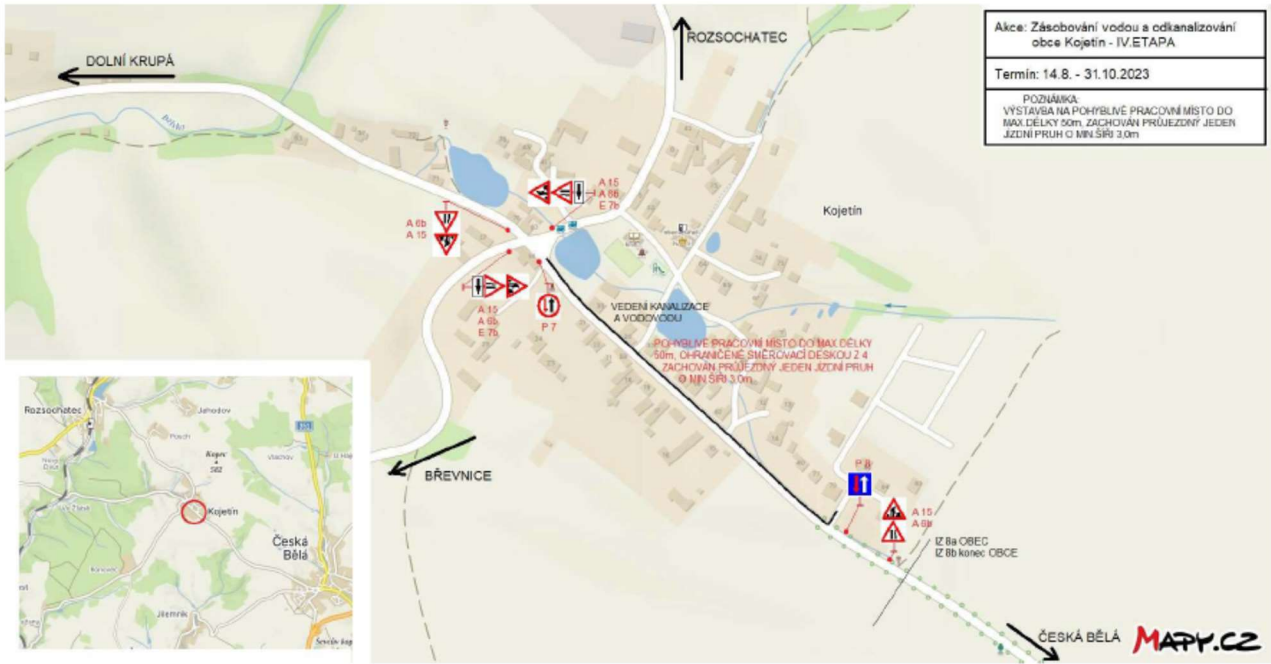 DOLNÍ KRUPÁ
ROZSOCHATEC
Akce: Zásobování vodou a odkanalizování
obce Kojetín - IV.ETAPA
Termín: 14.8. - 31.10.2023
POZNÁMKA:
VÝSTAVBA NA POHYBLIVÉ PRACOVNÍ MÍSTO DO
MAX.DÉLKY 50m, ZACHOVÁN PRŮJEZDNÝ JEDEN
JÍZDNÍ PRUH O MIN.ŠÍŘI 3,0m
A 15
A 6b
E 7b
Kojetín
A 6b
A 15
A 15
A 6b
E 7b
P 7
VEDENÍ KANALIZACE
A VODOVODU
POHYBLIVÉ PRACOVNÍ MÍSTO DO MAX.DÉLKY
50m, OHRANIČENÉ SMĚROVACÍ DESKOU Z 4
ZACHOVÁN PRŮJEZDNÝ JEDEN JÍZDNÍ PRUH
O MIN.ŠÍŘI 3,0m
BŘEVNICE
P 8
A 15
A 6b
IZ 8a OBEC
IZ 8b konec OBCE
ČESKÁ BĚLÁ
MAPY.CZ
Rozsochatec
Jahodov
Kopec
582
Kojetín
Česká
Bělá
Jilemník